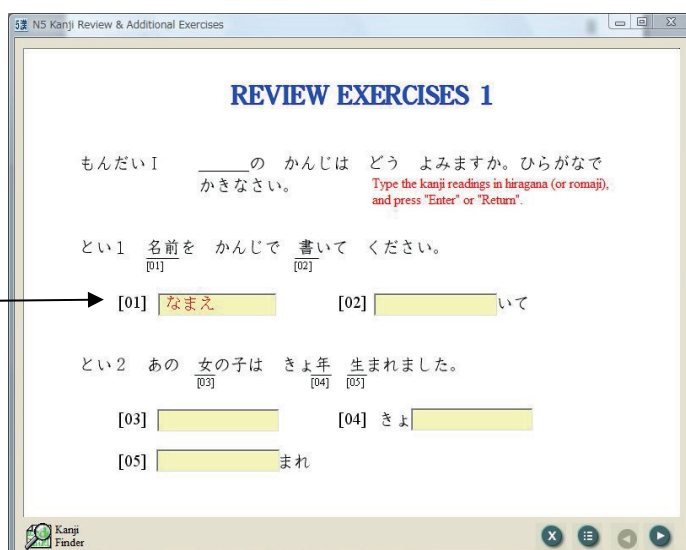 N5 Kanji Review & Additional Exercises
REVIEW EXERCISES 1
もんだいI ＿＿＿の かんじは どう よみますか。ひらがなで
かきなさい。
Type the kanji readings in hiragana (or romaji),
and press "Enter" or "Return".
とい1 名前を かんじで 書いて ください。
[01] [02]
[01] なまえ [02] いて
とい2 あの 女の子は きょ年 生まれました。
[03] [04] [05]
[03] [04] きょ
[05] まれ
Kanji
Finder